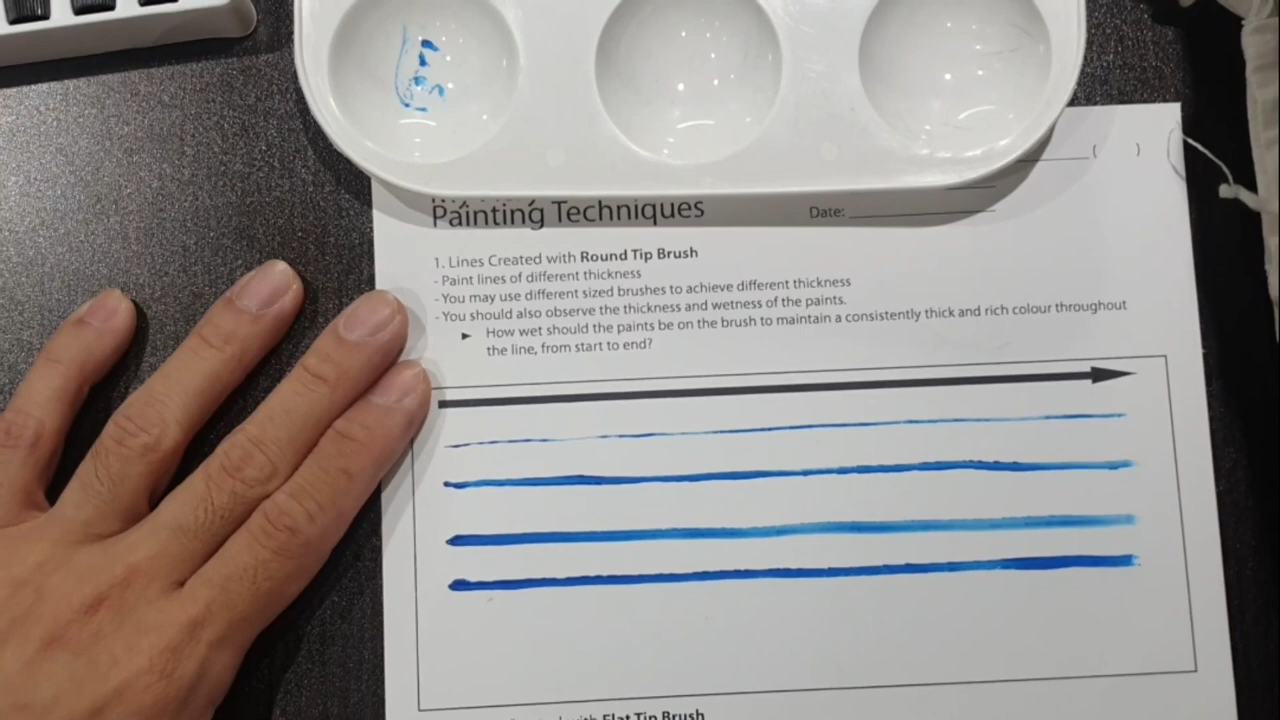 ( )
Painting Techniques
Date:
1. Lines Created with Round Tip Brush
- Paint lines of different thickness
- You may use different sized brushes to achieve different thickness
- You should also observe the thickness and wetness of the paints.
► How wet should the paints be on the brush to maintain a consistently thick and rich colour throughout
the line, from start to end?
with Flat Tip Brush